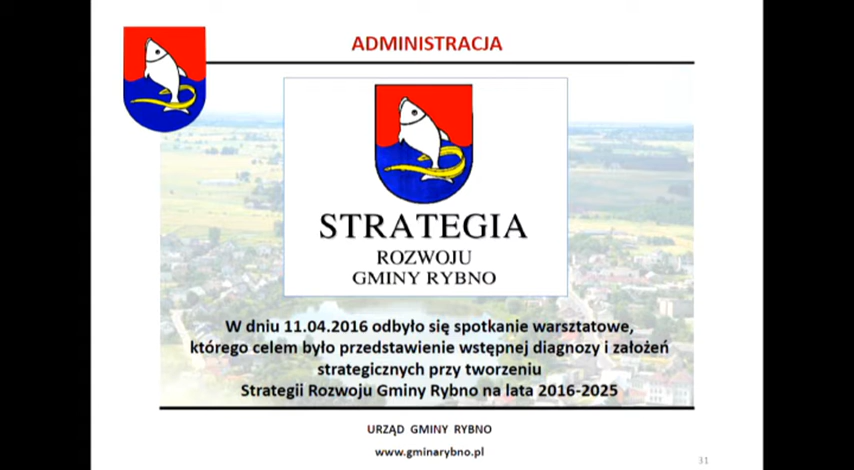 ADMINISTRACJA
STRATEGIA
ROZWOJU
GMINY RYBNO
W dniu 11.04.2016 odbyło się spotkanie warsztatowe,
którego celem było przedstawienie wstępnej diagnozy i założeń
strategicznych przy tworzeniu
Strategii Rozwoju Gminy Rybno na lata 2016-2025
URZĄD GMINY RYBNO
www.gminarybno.pl
31